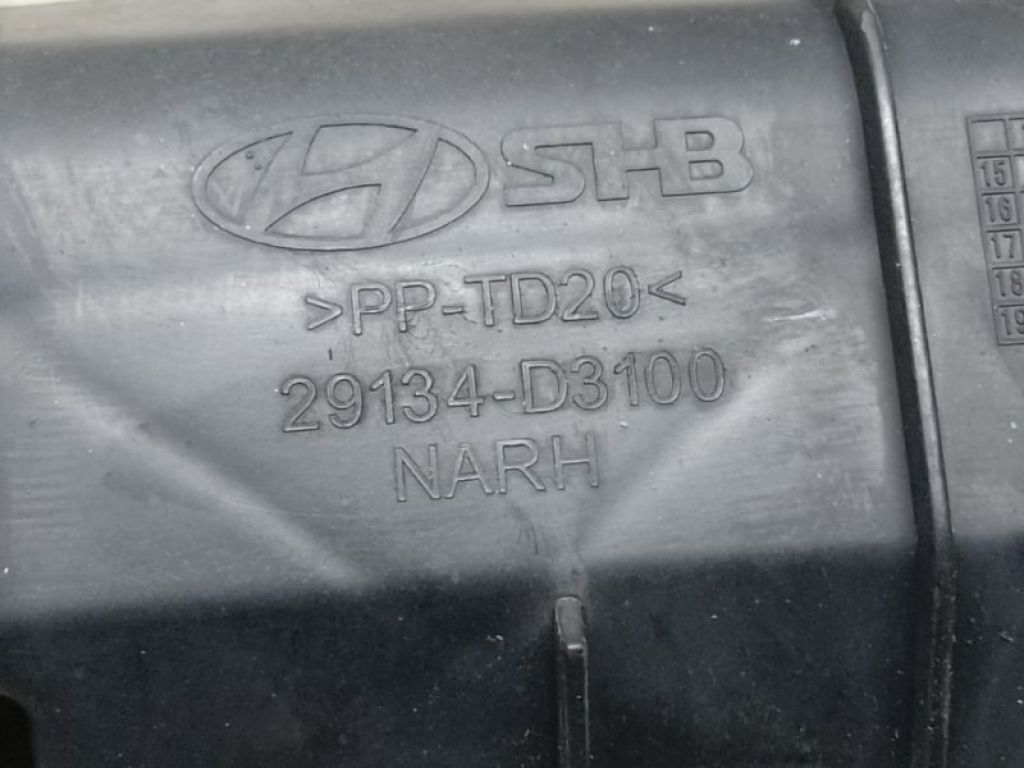 SHB
>PP-TD20<
29134-D3100
NARH
15
16
17
18
19